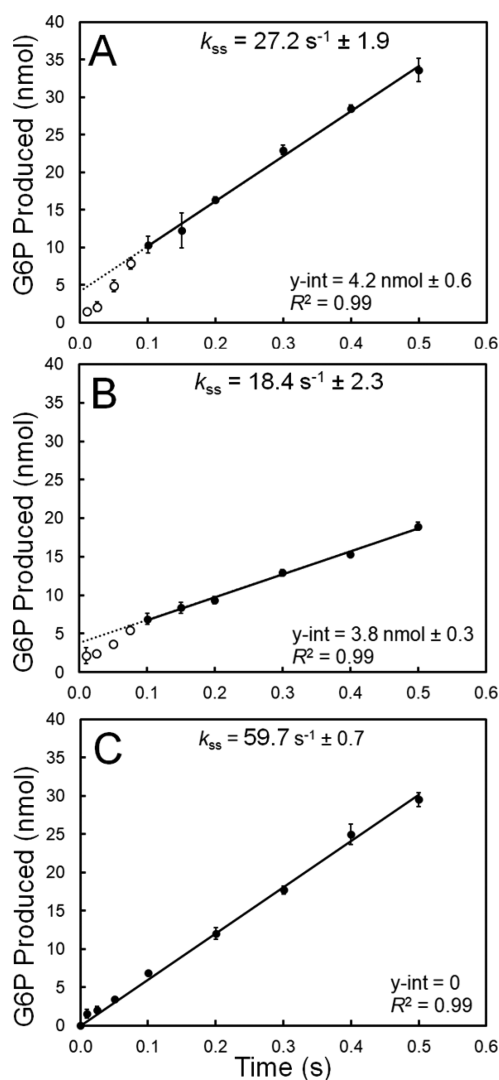 A
k_ss = 27.2 s⁻¹ ± 1.9
G6P Produced (nmol)
40
35
30
25
20
15
10
5
0
y-int = 4.2 nmol ± 0.6
R² = 0.99
0.0 0.1 0.2 0.3 0.4 0.5 0.6
B
k_ss = 18.4 s⁻¹ ± 2.3
G6P Produced (nmol)
40
35
30
25
20
15
10
5
0
y-int = 3.8 nmol ± 0.3
R² = 0.99
0.0 0.1 0.2 0.3 0.4 0.5 0.6
C
k_ss = 59.7 s⁻¹ ± 0.7
G6P Produced (nmol)
40
35
30
25
20
15
10
5
0
y-int = 0
R² = 0.99
0.0 0.1 0.2 0.3 0.4 0.5 0.6
Time (s)